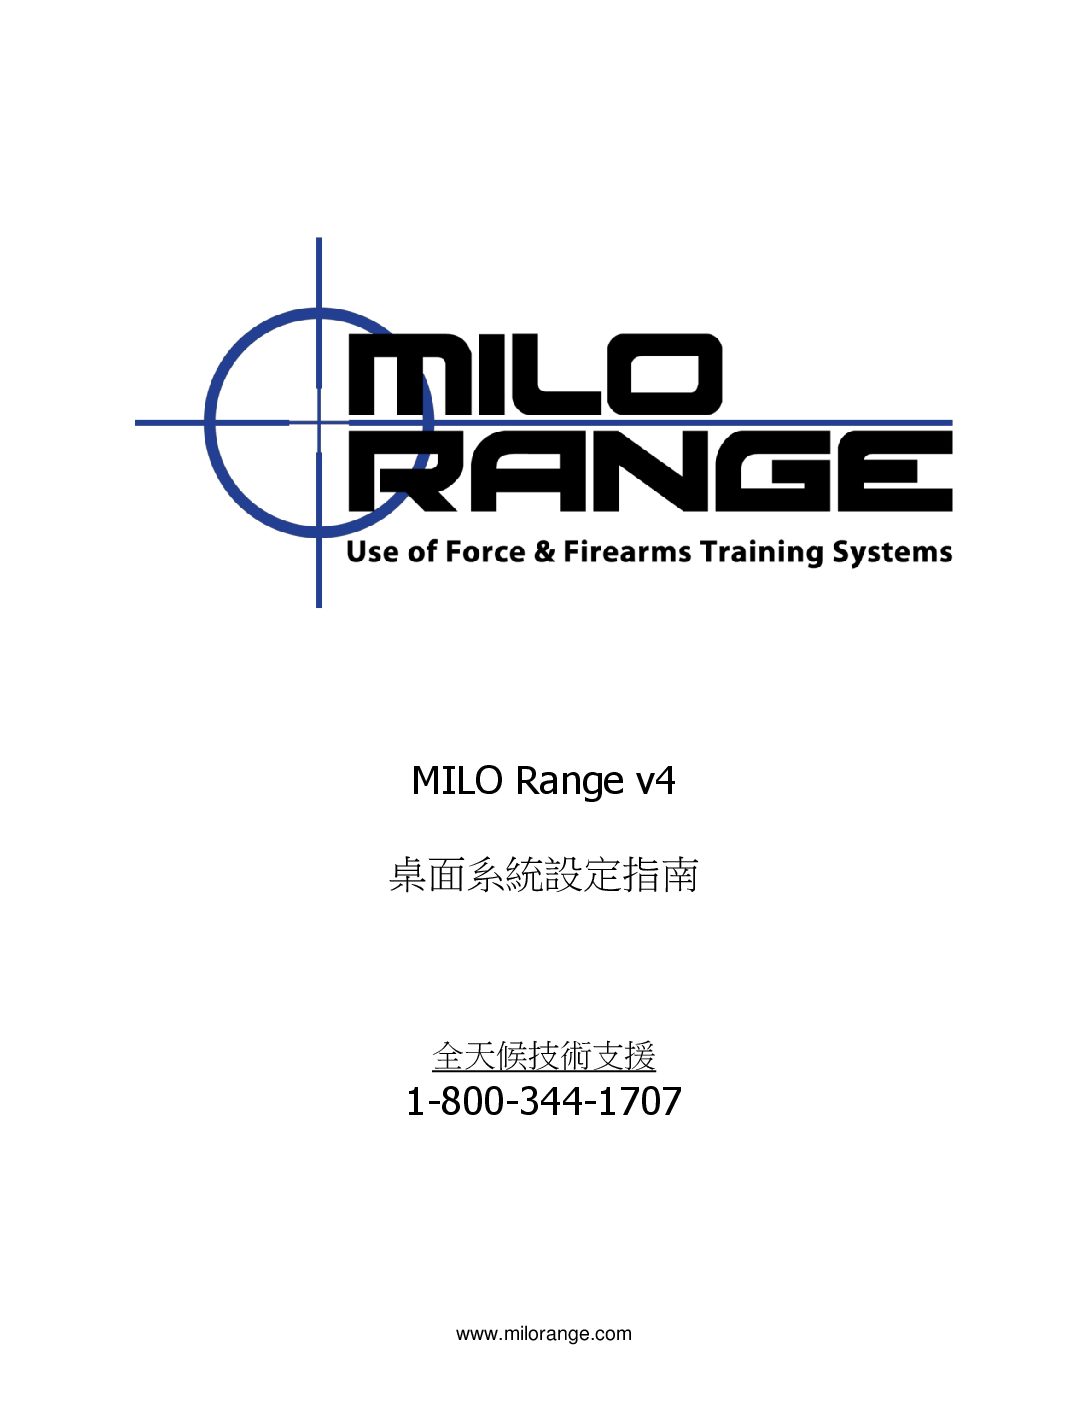 MILO
RANGE
Use of Force & Firearms Training Systems
MILO Range v4
桌面系統設定指南
全天候技術支援
1-800-344-1707
www.milorange.com